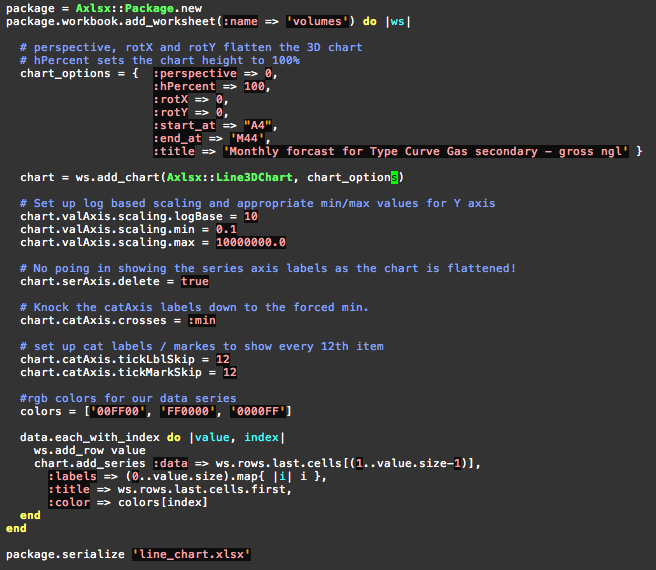 package = Axlsx::Package.new
package.workbook.add_worksheet(:name => 'volumes') do |ws|
# perspective, rotX and rotY flatten the 3D chart
# hPercent sets the chart height to 100%
chart_options = { :perspective => 0,
:hPercent => 100,
:rotX => 0,
:rotY => 0,
:start_at => "A4",
:end_at => 'M44',
:title => 'Monthly forcast for Type Curve Gas secondary - gross ngl' }
chart = ws.add_chart(Axlsx::Line3DChart, chart_options)
# Set up log based scaling and appropriate min/max values for Y axis
chart.valAxis.scaling.logBase = 10
chart.valAxis.scaling.min = 0.1
chart.valAxis.scaling.max = 10000000.0
# No poing in showing the series axis labels as the chart is flattened!
chart.serAxis.delete = true
# Knock the catAxis labels down to the forced min.
chart.catAxis.crosses = :min
# set up cat labels / markes to show every 12th item
chart.catAxis.tickLblSkip = 12
chart.catAxis.tickMarkSkip = 12
#rgb colors for our data series
colors = ['00FF00', 'FF0000', '0000FF']
data.each_with_index do |value, index|
ws.add_row value
chart.add_series :data => ws.rows.last.cells[(1..value.size-1)],
:labels => (0..value.size).map{ |i| i },
:title => ws.rows.last.cells.first,
:color => colors[index]
end
end
package.serialize 'line_chart.xlsx'